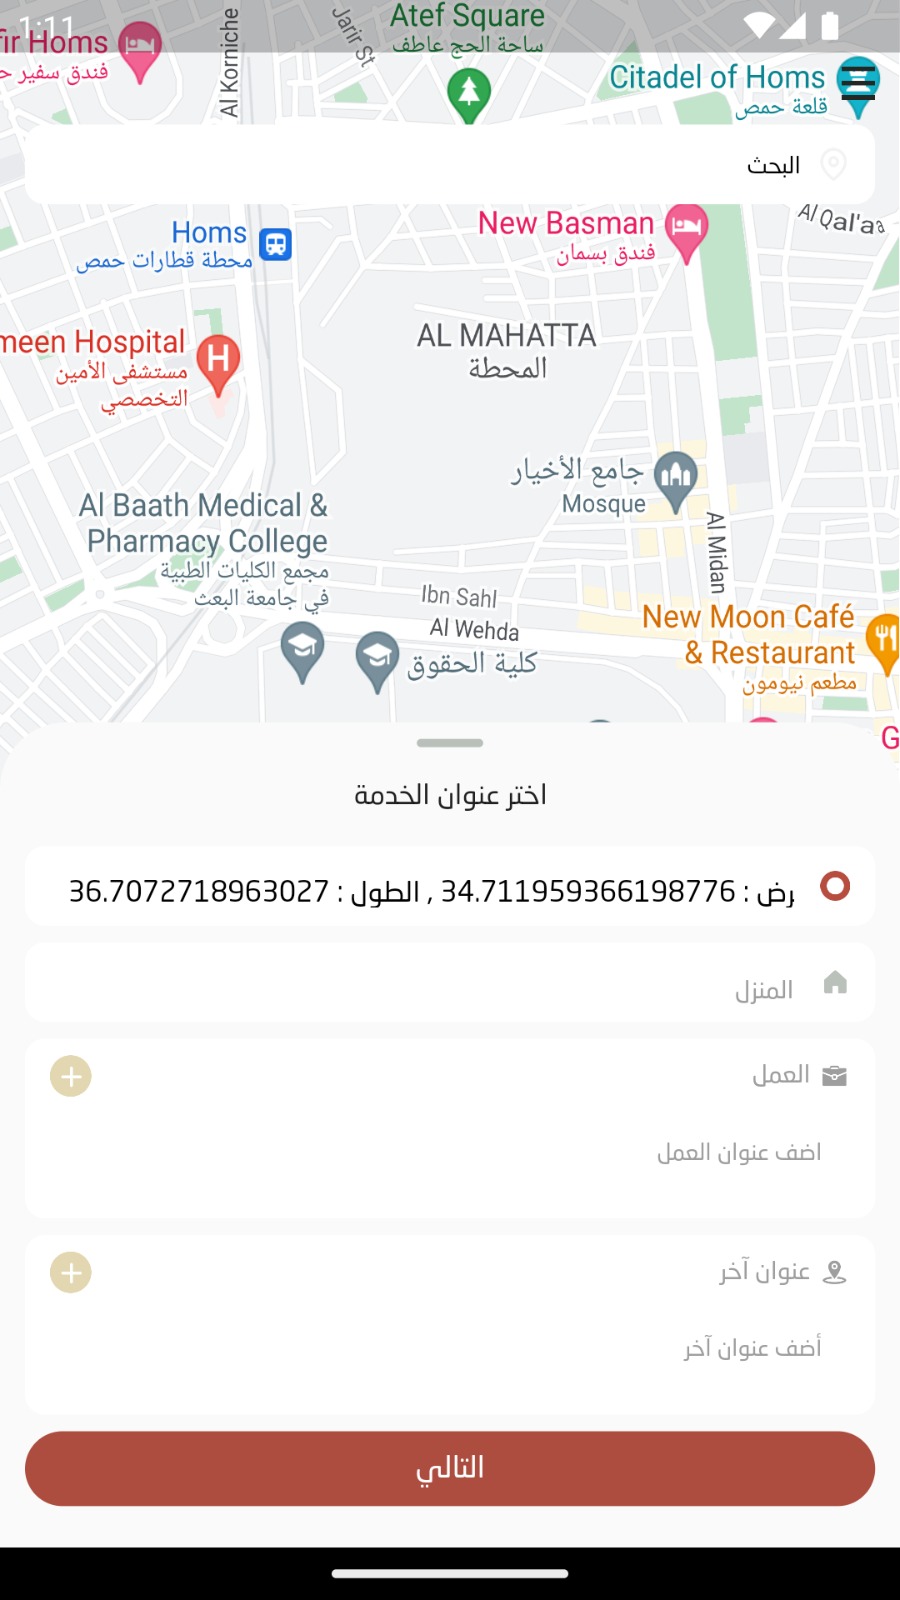 1:11
Atef Square
ساحة الحج عاطف
Jarir St
Al Korniche
Homs
فندق سفير
Citadel of Homs
قلعة حمص
البحث
Al Qal'aa
Homs
محطة قطارات حمص
New Basman
فندق بسمان
AL MAHATTA
المحطة
Hospital
مستشفى الأمين
التخصصي
جامع الأخيار
Mosque
Al Midan
Al Baath Medical &
Pharmacy College
مجمع الكليات الطبية
في جامعة البعث
Ibn Sahl
Al Wehda
كلية الحقوق
New Moon Café
& Restaurant
مطعم نيومون
G
اختر عنوان الخدمة
رض : 34.711959366198776 , الطول : 36.7072718963027
المنزل
العمل
اضف عنوان العمل
عنوان آخر
أضف عنوان آخر
التالي